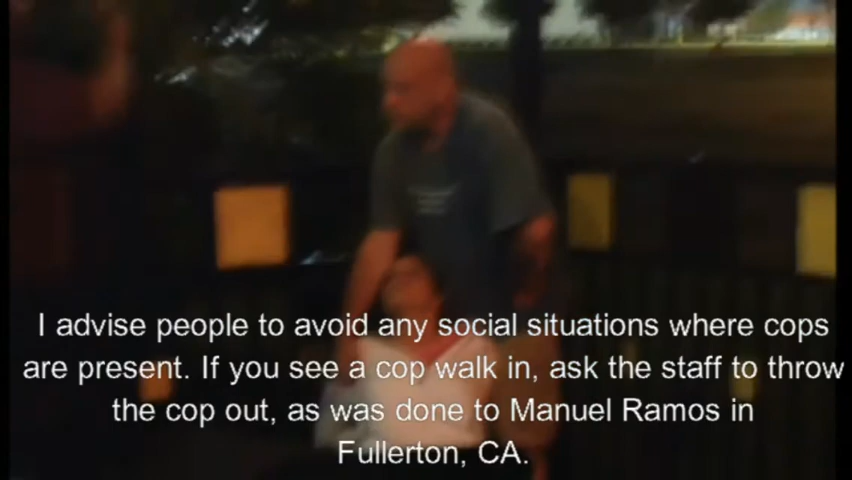 I advise people to avoid any social situations where cops
are present. If you see a cop walk in, ask the staff to throw
the cop out, as was done to Manuel Ramos in
Fullerton, CA.